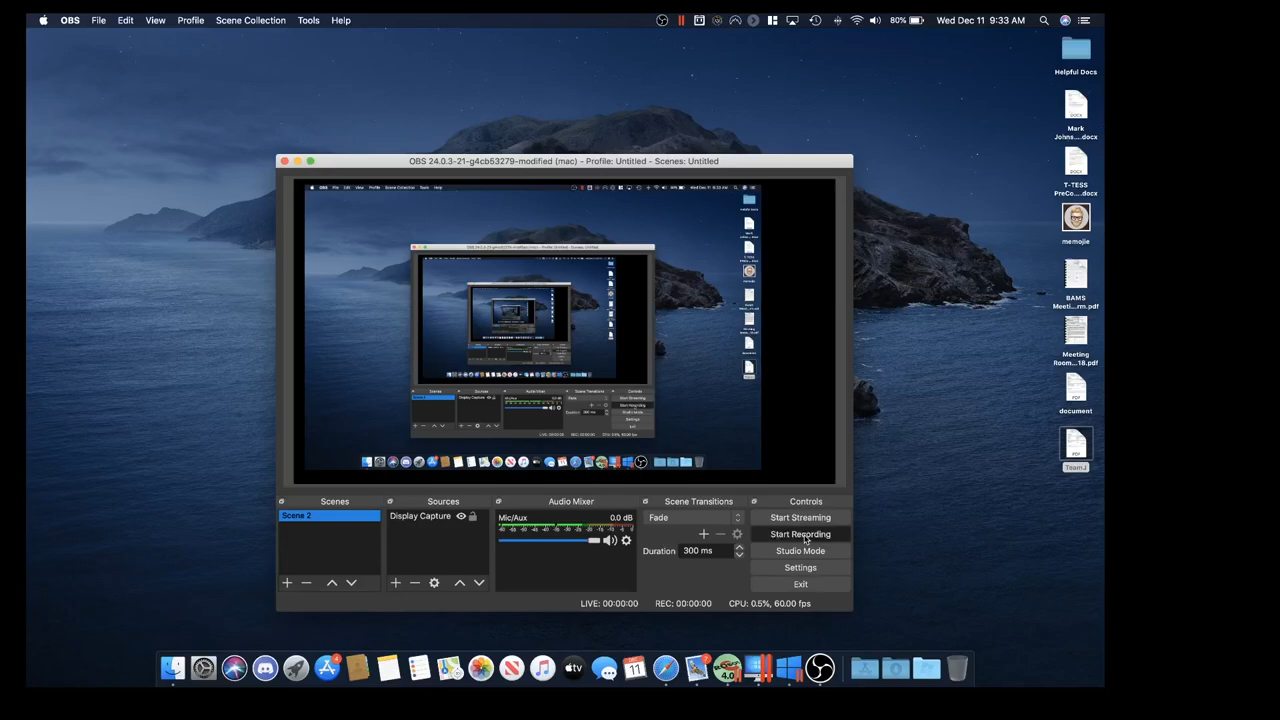 OBS File Edit View Profile Scene Collection Tools Help 80% Wed Dec 11 9:33 AM
Helpful Docs
Mark
Johns....docx
T-TESS
PreCo....docx
memojie
BAMS
Meeti...rm.pdf
Meeting
Room...18.pdf
document
TeamJ
OBS 24.0.3-21-g4cb53279-modified (mac) - Profile: Untitled - Scenes: Untitled
Scenes Sources Audio Mixer Scene Transitions Controls
Scene 2
Display Capture
Mic/Aux 0.0 dB
Fade
Duration 300 ms
Start Streaming
Start Recording
Studio Mode
Settings
Exit
LIVE: 00:00:00 REC: 00:00:00 CPU: 0.5%, 60.00 fps